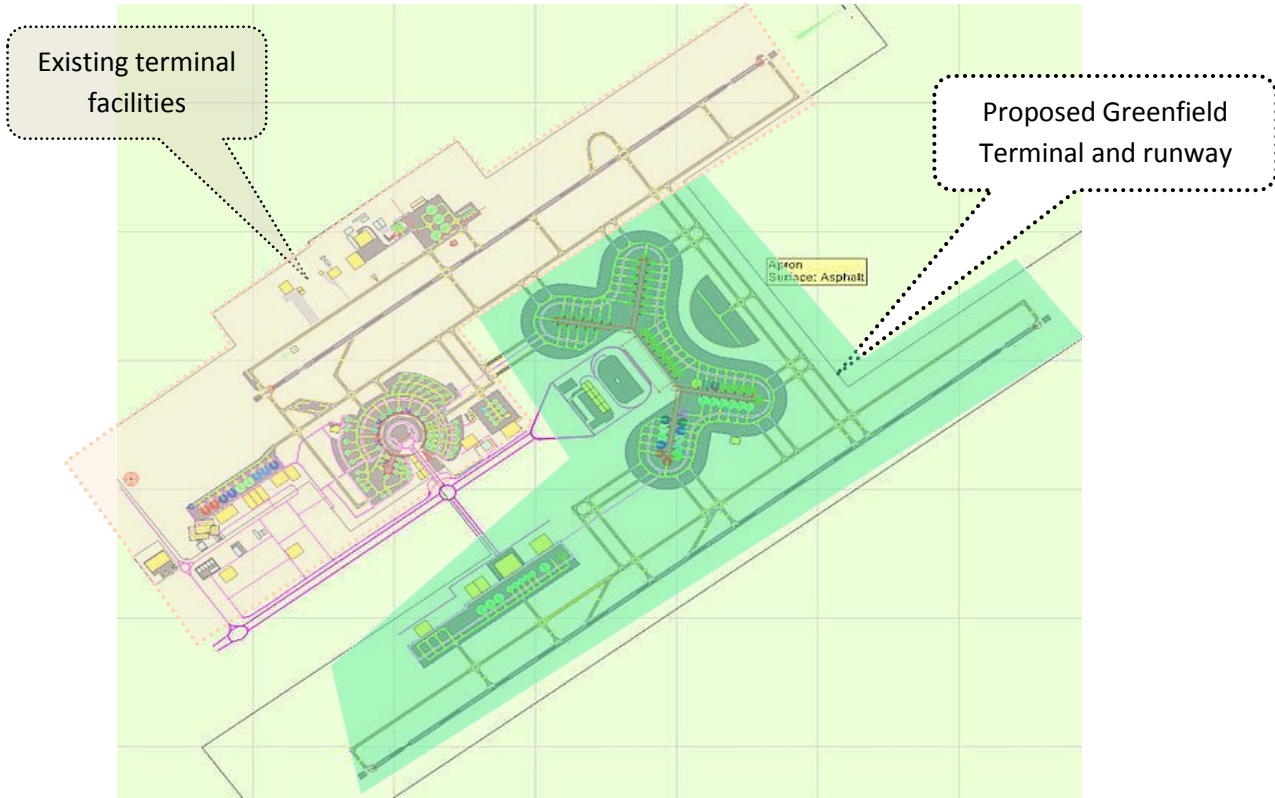 Existing terminal
facilities
Proposed Greenfield
Terminal and runway
Apron
Surface: Asphalt